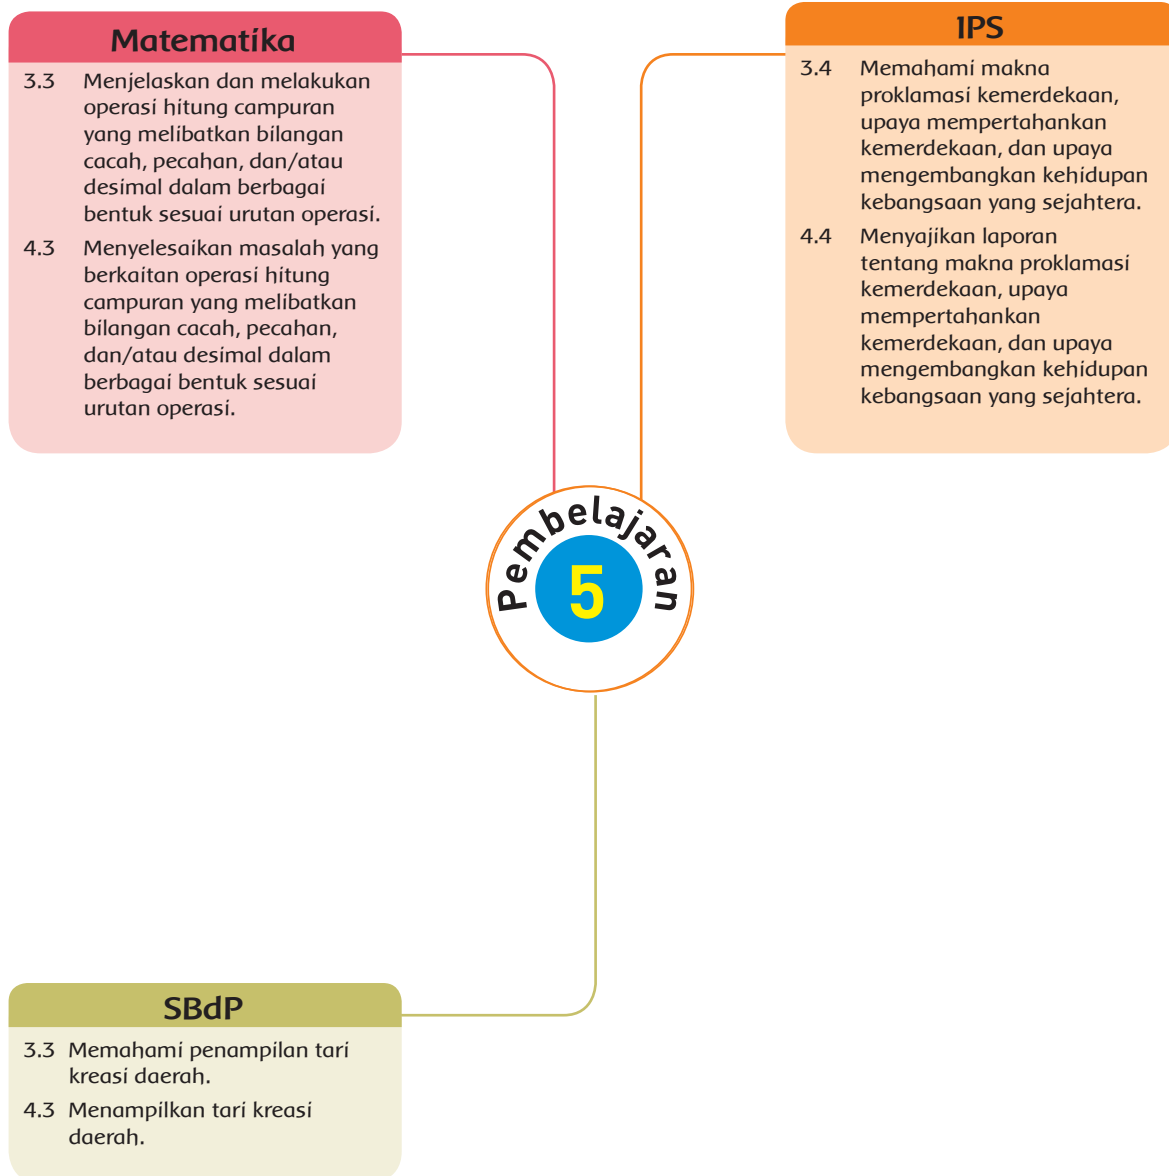 Matematika
3.3 Menjelaskan dan melakukan
operasi hitung campuran
yang melibatkan bilangan
cacah, pecahan, dan/atau
desimal dalam berbagai
bentuk sesuai urutan operasi.
4.3 Menyelesaikan masalah yang
berkaitan operasi hitung
campuran yang melibatkan
bilangan cacah, pecahan,
dan/atau desimal dalam
berbagai bentuk sesuai
urutan operasi.
IPS
3.4 Memahami makna
proklamasi kemerdekaan,
upaya mempertahankan
kemerdekaan, dan upaya
mengembangkan kehidupan
kebangsaan yang sejahtera.
4.4 Menyajikan laporan
tentang makna proklamasi
kemerdekaan, upaya
mempertahankan
kemerdekaan, dan upaya
mengembangkan kehidupan
kebangsaan yang sejahtera.
Pembelajaran
5
SBdP
3.3 Memahami penampilan tari
kreasi daerah.
4.3 Menampilkan tari kreasi
daerah.